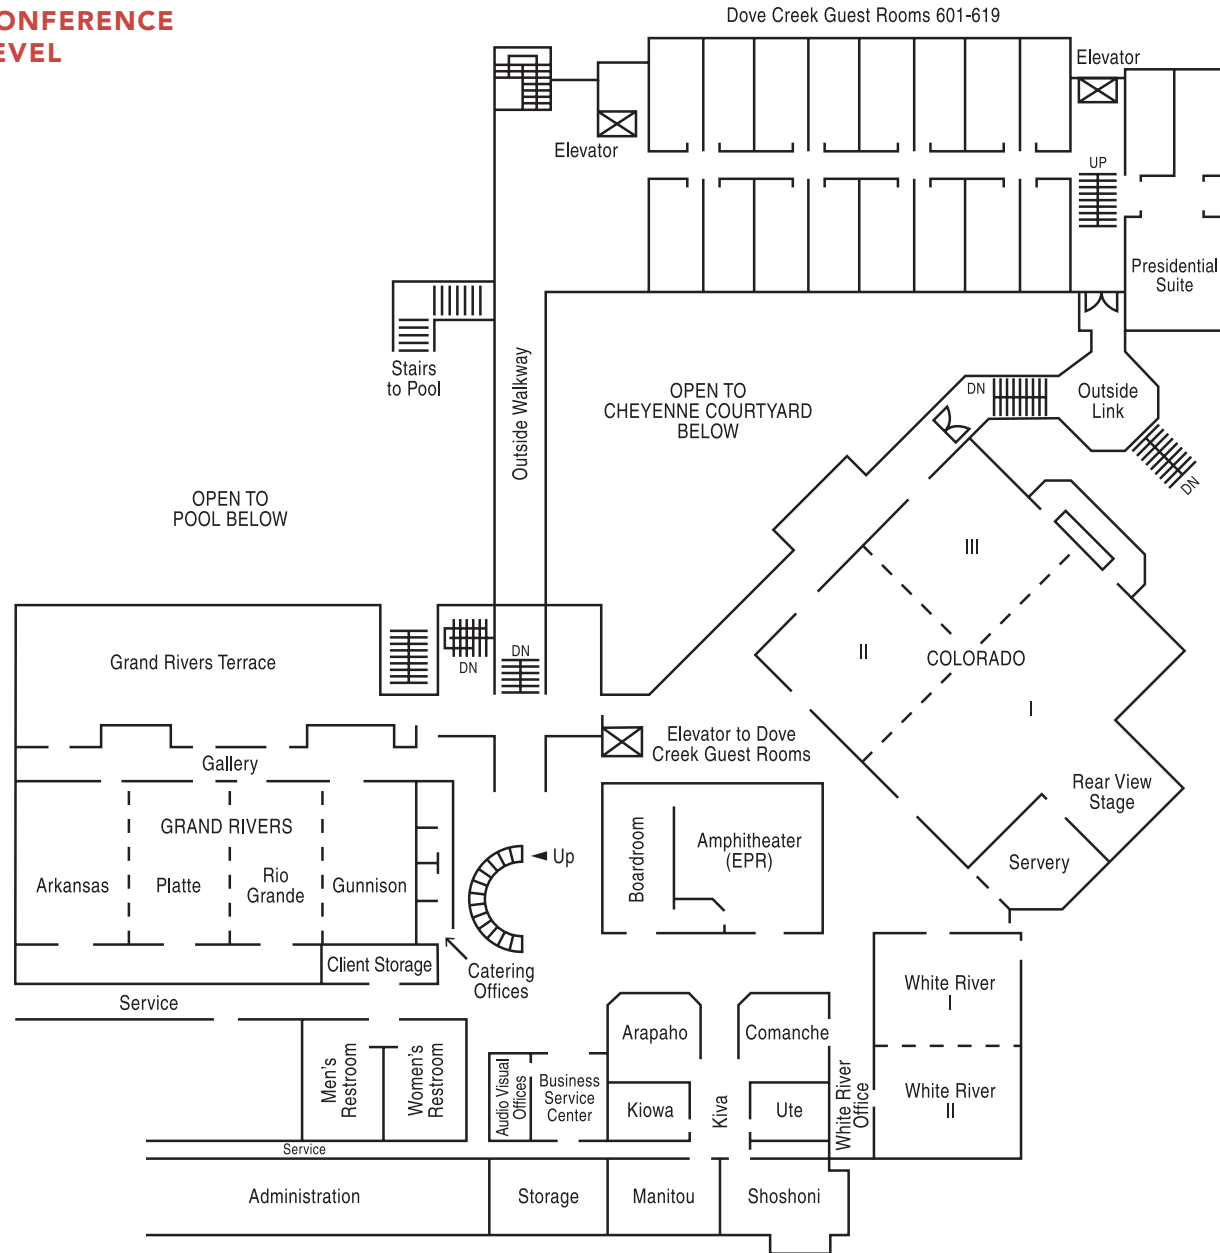 ONFERENCE
EVEL
Dove Creek Guest Rooms 601-619
Elevator
Elevator
UP
Presidential
Suite
Stairs
to Pool
Outside Walkway
OPEN TO
CHEYENNE COURTYARD
BELOW
DN
Outside
Link
DN
OPEN TO
POOL BELOW
III
II
COLORADO
I
Grand Rivers Terrace
DN
DN
Elevator to Dove
Creek Guest Rooms
Gallery
Rear View
Stage
GRAND RIVERS
Arkansas
Platte
Rio
Grande
Gunnison
Up
Boardroom
Amphitheater
(EPR)
Servery
Client Storage
Catering
Offices
Service
White River
I
Arapaho
Comanche
Men's
Restroom
Women's
Restroom
Audio Visual
Offices
Business
Service
Center
Kiowa
Kiva
Ute
White River
Office
White River
II
Service
Administration
Storage
Manitou
Shoshoni